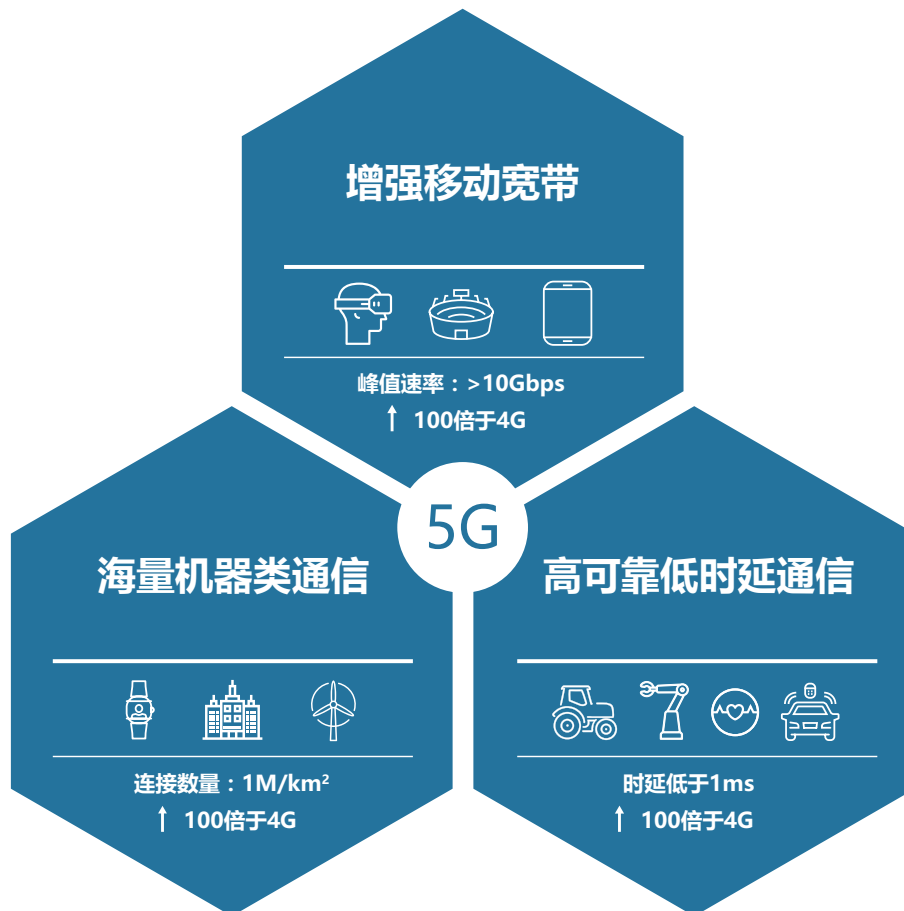 增强移动宽带
峰值速率：>10Gbps
↑ 100倍于4G
5G
海量机器类通信
连接数量：1M/km²
↑ 100倍于4G
高可靠低时延通信
时延低于1ms
↑ 100倍于4G